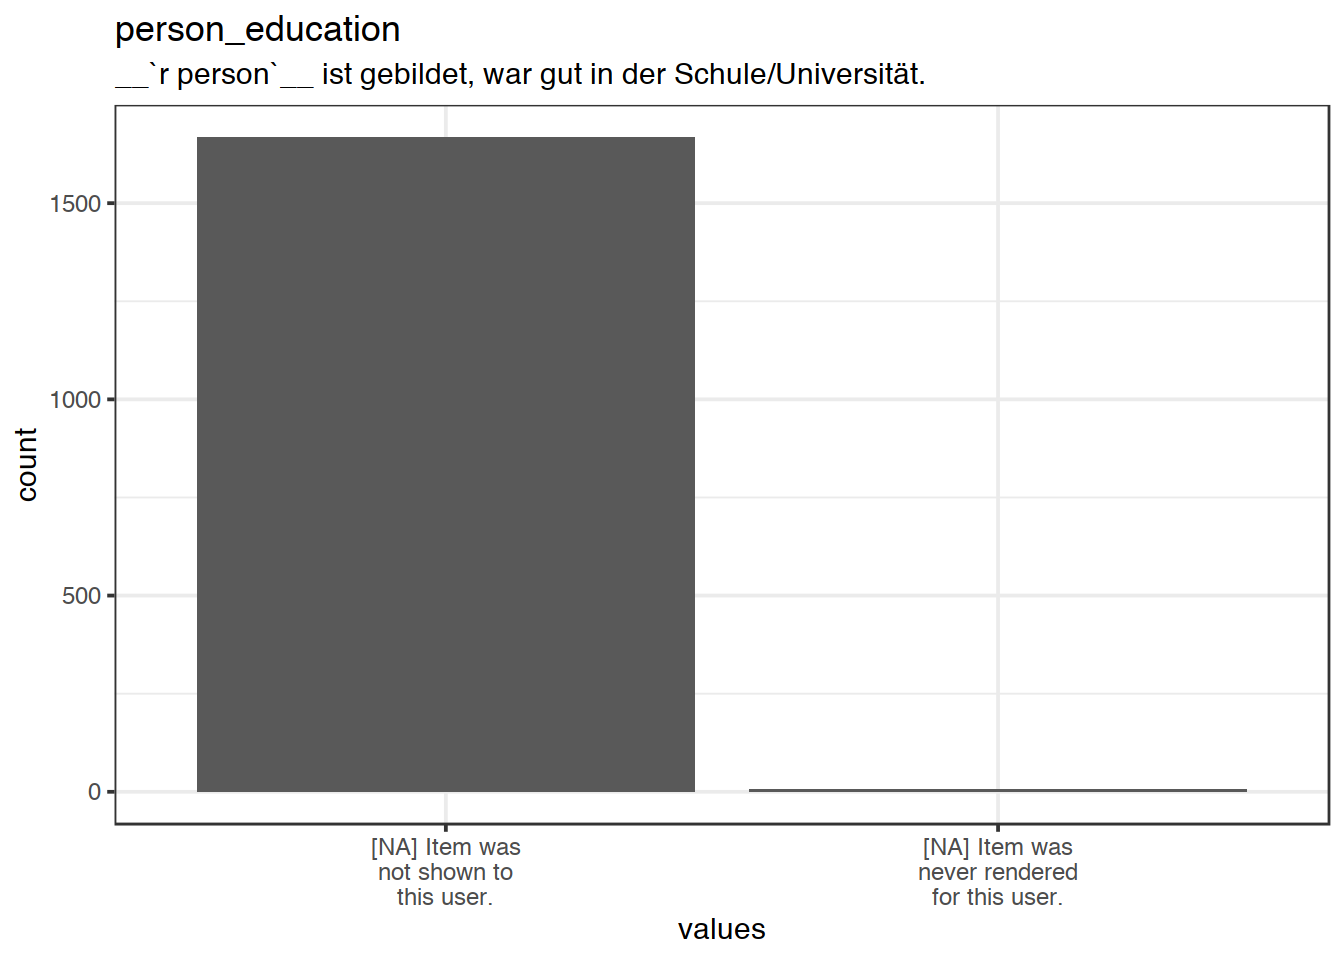 person_education
__`r person`__ ist gebildet, war gut in der Schule/Universität.
1500
1000
500
0
count
[NA] Item was
not shown to
this user.
[NA] Item was
never rendered
for this user.
values